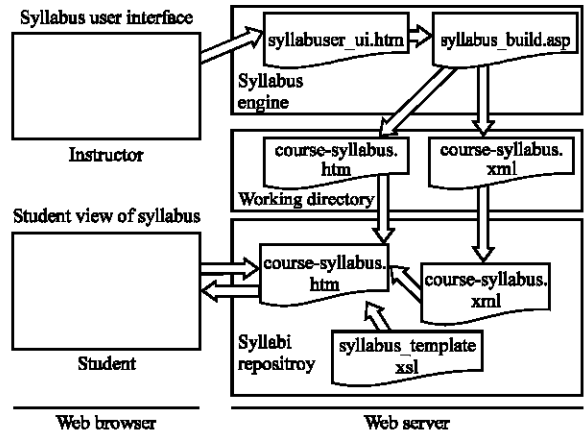 Syllabus user interface
syllabuser_ui.htm
syllabus_build.asp
Syllabus
engine
Instructor
course-syllabus.
htm
course-syllabus.
xml
Working directory
Student view of syllabus
course-syllabus.
htm
course-syllabus.
xml
Syllabi
repositroy
syllabus_template
xsl
Student
Web browser
Web server